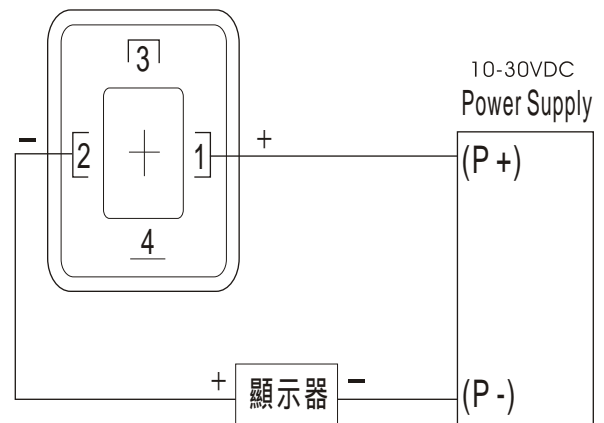 3
10-30VDC
Power Supply
− 2 1 + (P +)
4
+ 顯示器 − (P -)